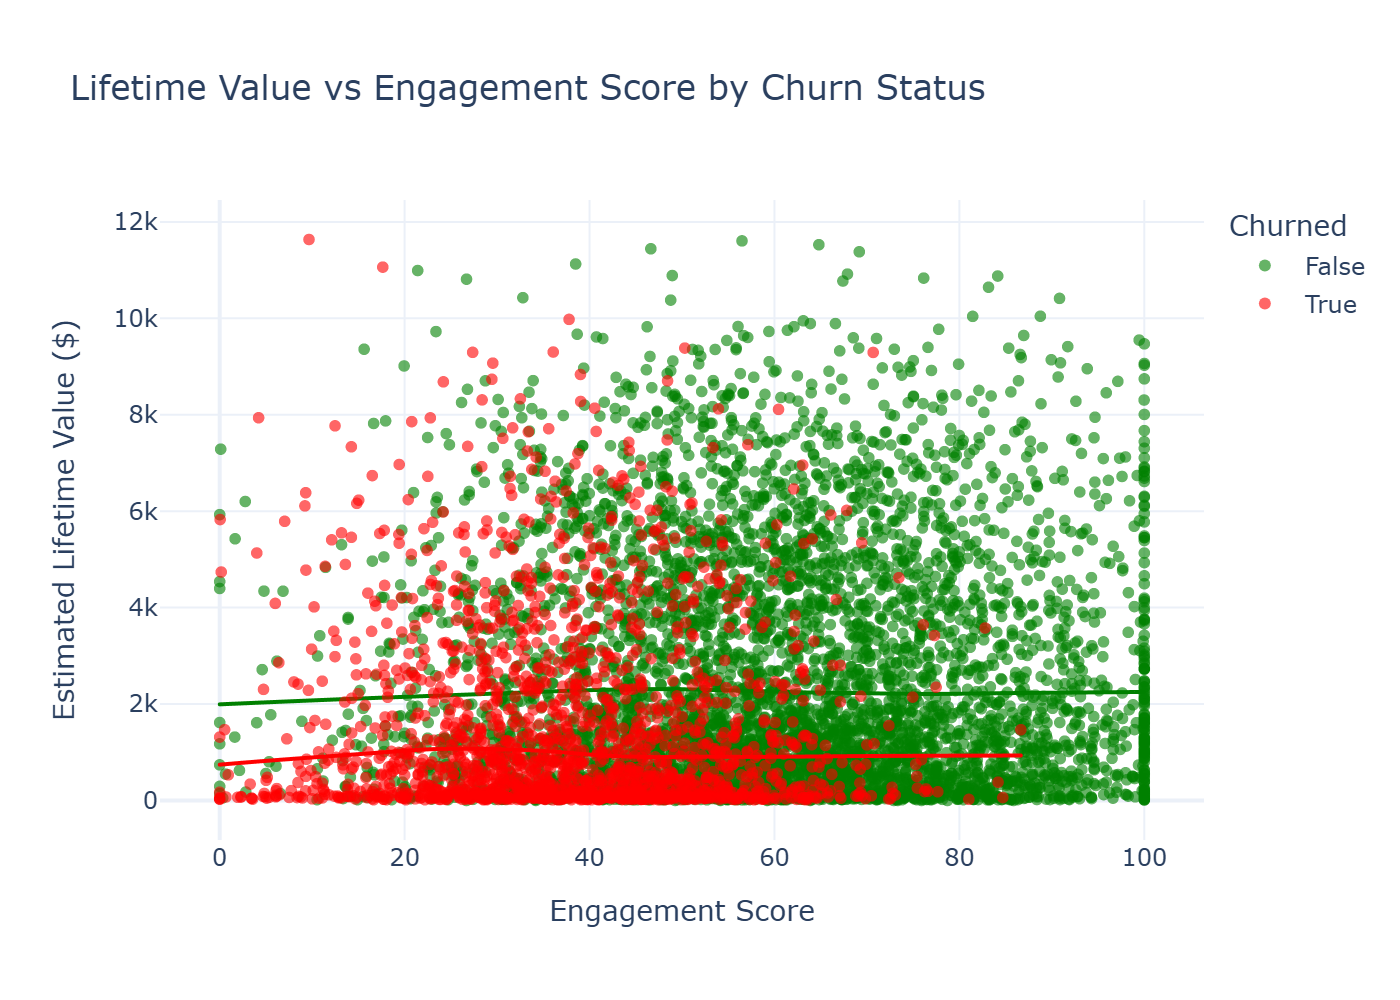 Lifetime Value vs Engagement Score by Churn Status
Churned
False
True
Estimated Lifetime Value ($)
12k
10k
8k
6k
4k
2k
0
0 20 40 60 80 100
Engagement Score